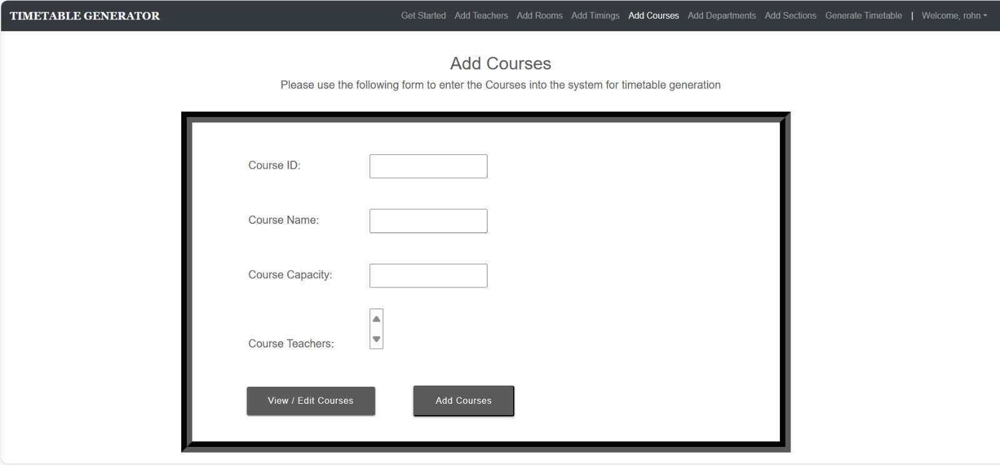 TIMETABLE GENERATOR
Get Started Add Teachers Add Rooms Add Timings Add Courses Add Departments Add Sections Generate Timetable | Welcome, rohn
Add Courses
Please use the following form to enter the Courses into the system for timetable generation
Course ID:
Course Name:
Course Capacity:
Course Teachers:
View / Edit Courses Add Courses